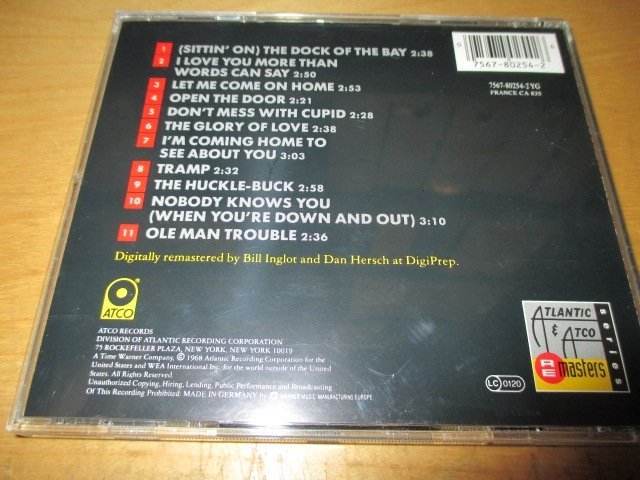 1 (SITTIN' ON) THE DOCK OF THE BAY 2:38
2 I LOVE YOU MORE THAN
WORDS CAN SAY 2:50
3 LET ME COME ON HOME 2:53
4 OPEN THE DOOR 2:21
5 DON'T MESS WITH CUPID 2:28
6 THE GLORY OF LOVE 2:38
7 I'M COMING HOME TO
SEE ABOUT YOU 3:03
8 TRAMP 2:32
9 THE HUCKLE-BUCK 2:58
10 NOBODY KNOWS YOU
(WHEN YOU'RE DOWN AND OUT) 3:10
11 OLE MAN TROUBLE 2:36
Digitally remastered by Bill Inglot and Dan Hersch at DigiPrep.
7567-80254-2
7567-80254-2 YG
FRANCE CA 835
ATCO
ATCO RECORDS
DIVISION OF ATLANTIC RECORDING CORPORATION
75 ROCKEFELLER PLAZA, NEW YORK, NEW YORK 10019
A Time Warner Company, ℗ 1968 Atlantic Recording Corporation for the
United States and WEA International Inc. for the world outside of the United
States. All Rights Reserved.
Unauthorized Copying, Hiring, Lending, Public Performance and Broadcasting
Of This Recording Prohibited. MADE IN GERMANY by WARNER MUSIC MANUFACTURING EUROPE
LC 0120
ATLANTIC
& ATCO
RE masters
series